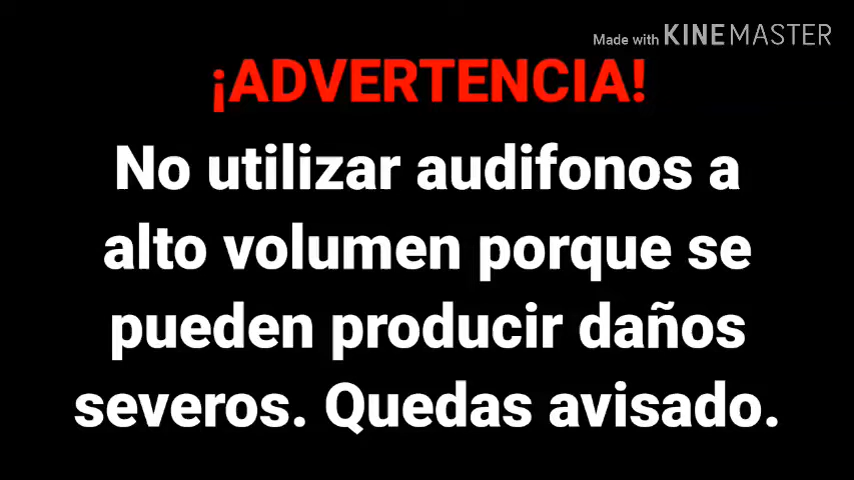 Made with KINEMASTER
¡ADVERTENCIA!
No utilizar audifonos a
alto volumen porque se
pueden producir daños
severos. Quedas avisado.